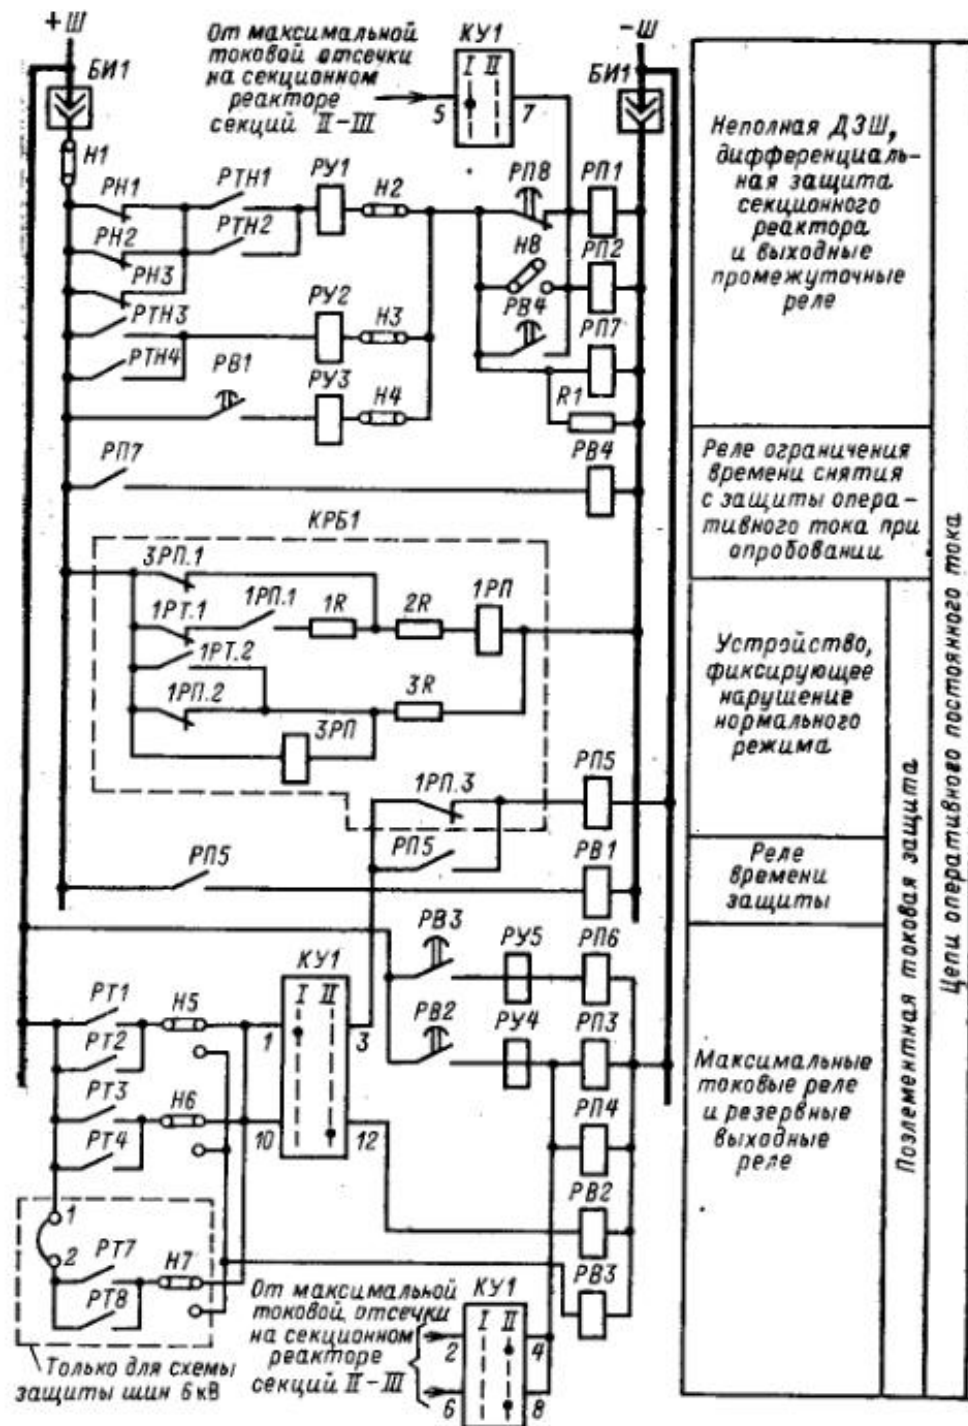 +Ш
От максимальной
токовой отсечки
на секционном
реакторе
секций II-III
КУ1
I II
5 7
-Ш
БИ1
БИ1
Н1
РН1
РТН1
РУ1
Н2
РП8
РП1
РН2
РТН2
Н8
РП2
РН3
РТН3
РУ2
Н3
РВ4
РП7
РТН4
РВ1
РУ3
Н4
R1
РП7
РВ4
КРБ1
3РП.1
1РТ.1
1РП.1
1R
2R
1РП
1РТ.2
1РП.2
3R
3РП
1РП.3
РП5
РП5
РП5
РВ1
РВ3
РУ5
РП6
КУ1
I II
РТ1
Н5
РВ2
РУ4
РП3
1 3
РТ2
РТ3
Н6
РТ4
10 12
РП4
РВ2
1
2
РТ7
Н7
РТ8
РВ3
От максимальной
токовой отсечки
на секционном
реакторе
секций II-III
КУ1
I II
2 4
6 8
Только для схемы
защиты шин 6кВ
Неполная ДЗШ,
дифференциаль-
ная защита
секционного
реактора
и выходные
промежуточные
реле
Реле ограничения
времени снятия
с защиты опера-
тивного тока при
опробовании
Устройство,
фиксирующее
нарушение
нормального
режима
Реле
времени
защиты
Максимальные
токовые реле
и резервные
выходные
реле
Поэлементная токовая защита
Цепи оперативного постоянного тока